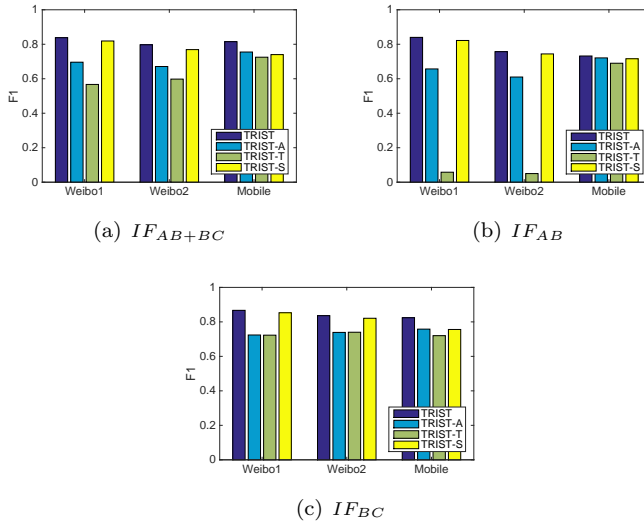 1
0.8
0.6
0.4
0.2
0
F1
TRIST
TRIST-A
TRIST-T
TRIST-S
Weibo1 Weibo2 Mobile
(a) IF_{AB+BC}
1
0.8
0.6
0.4
0.2
0
F1
TRIST
TRIST-A
TRIST-T
TRIST-S
Weibo1 Weibo2 Mobile
(b) IF_{AB}
1
0.8
0.6
0.4
0.2
0
F1
TRIST
TRIST-A
TRIST-T
TRIST-S
Weibo1 Weibo2 Mobile
(c) IF_{BC}